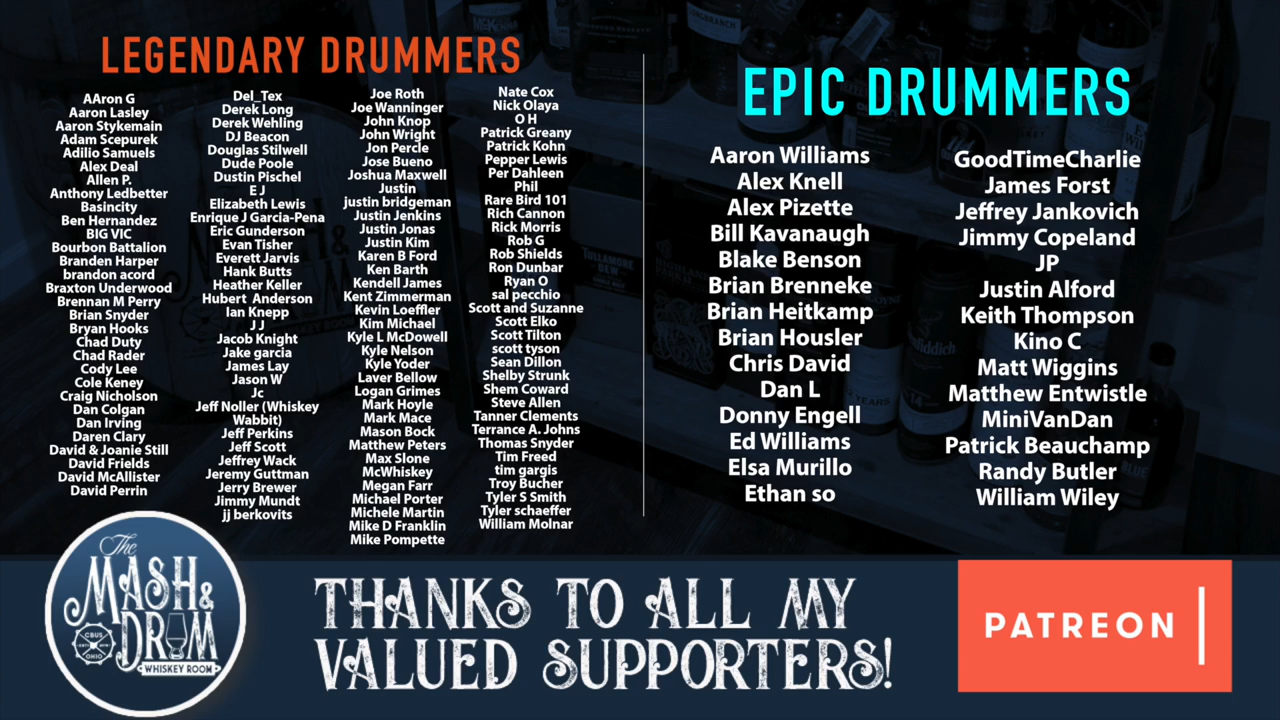 LEGENDARY DRUMMERS
AAron G
Aaron Lasley
Aaron Stykemain
Adam Scepurek
Adilio Samuels
Alex Deal
Allen P.
Anthony Ledbetter
Basincity
Ben Hernandez
BIG VIC
Bourbon Battalion
Branden Harper
brandon acord
Braxton Underwood
Brennan M Perry
Brian Snyder
Bryan Hooks
Chad Duty
Chad Rader
Cody Lee
Cole Keney
Craig Nicholson
Dan Colgan
Dan Irving
Daren Clary
David & Joanie Still
David Frields
David McAllister
David Perrin
Del_Tex
Derek Long
Derek Wehling
DJ Beacon
Douglas Stilwell
Dude Poole
Dustin Pischel
E J
Elizabeth Lewis
Enrique J Garcia-Pena
Eric Gunderson
Evan Tisher
Everett Jarvis
Hank Butts
Heather Keller
Hubert Anderson
Ian Knepp
J J
Jacob Knight
Jake garcia
James Lay
Jason W
Jc
Jeff Noller (Whiskey
Wabbit)
Jeff Perkins
Jeff Scott
Jeffrey Wack
Jeremy Guttman
Jerry Brewer
Jimmy Mundt
jj berkovits
Joe Roth
Joe Wanninger
John Knop
John Wright
Jon Percle
Jose Bueno
Joshua Maxwell
Justin
justin bridgeman
Justin Jenkins
Justin Jonas
Justin Kim
Karen B Ford
Ken Barth
Kendell James
Kent Zimmerman
Kevin Loeffler
Kim Michael
Kyle L McDowell
Kyle Nelson
Kyle Yoder
Laver Bellow
Logan Grimes
Mark Hoyle
Mark Mace
Mason Bock
Matthew Peters
Max Slone
McWhiskey
Megan Farr
Michael Porter
Michele Martin
Mike D Franklin
Mike Pompette
Nate Cox
Nick Olaya
O H
Patrick Greany
Patrick Kohn
Pepper Lewis
Per Dahleen
Phil
Rare Bird 101
Rich Cannon
Rick Morris
Rob G
Rob Shields
Ron Dunbar
Ryan O
sal pecchio
Scott and Suzanne
Scott Elko
Scott Tilton
scott tyson
Sean Dillon
Shelby Strunk
Shem Coward
Steve Allen
Tanner Clements
Terrance A. Johns
Thomas Snyder
Tim Freed
tim gargis
Troy Bucher
Tyler S Smith
Tyler schaeffer
William Molnar
EPIC DRUMMERS
Aaron Williams
Alex Knell
Alex Pizette
Bill Kavanaugh
Blake Benson
Brian Brenneke
Brian Heitkamp
Brian Housler
Chris David
Dan L
Donny Engell
Ed Williams
Elsa Murillo
Ethan so
GoodTimeCharlie
James Forst
Jeffrey Jankovich
Jimmy Copeland
JP
Justin Alford
Keith Thompson
Kino C
Matt Wiggins
Matthew Entwistle
MiniVanDan
Patrick Beauchamp
Randy Butler
William Wiley
The
MASH &
DRUM
CBUS
OHIO
WHISKEY ROOM
THANKS TO ALL MY
VALUED SUPPORTERS!
PATREON